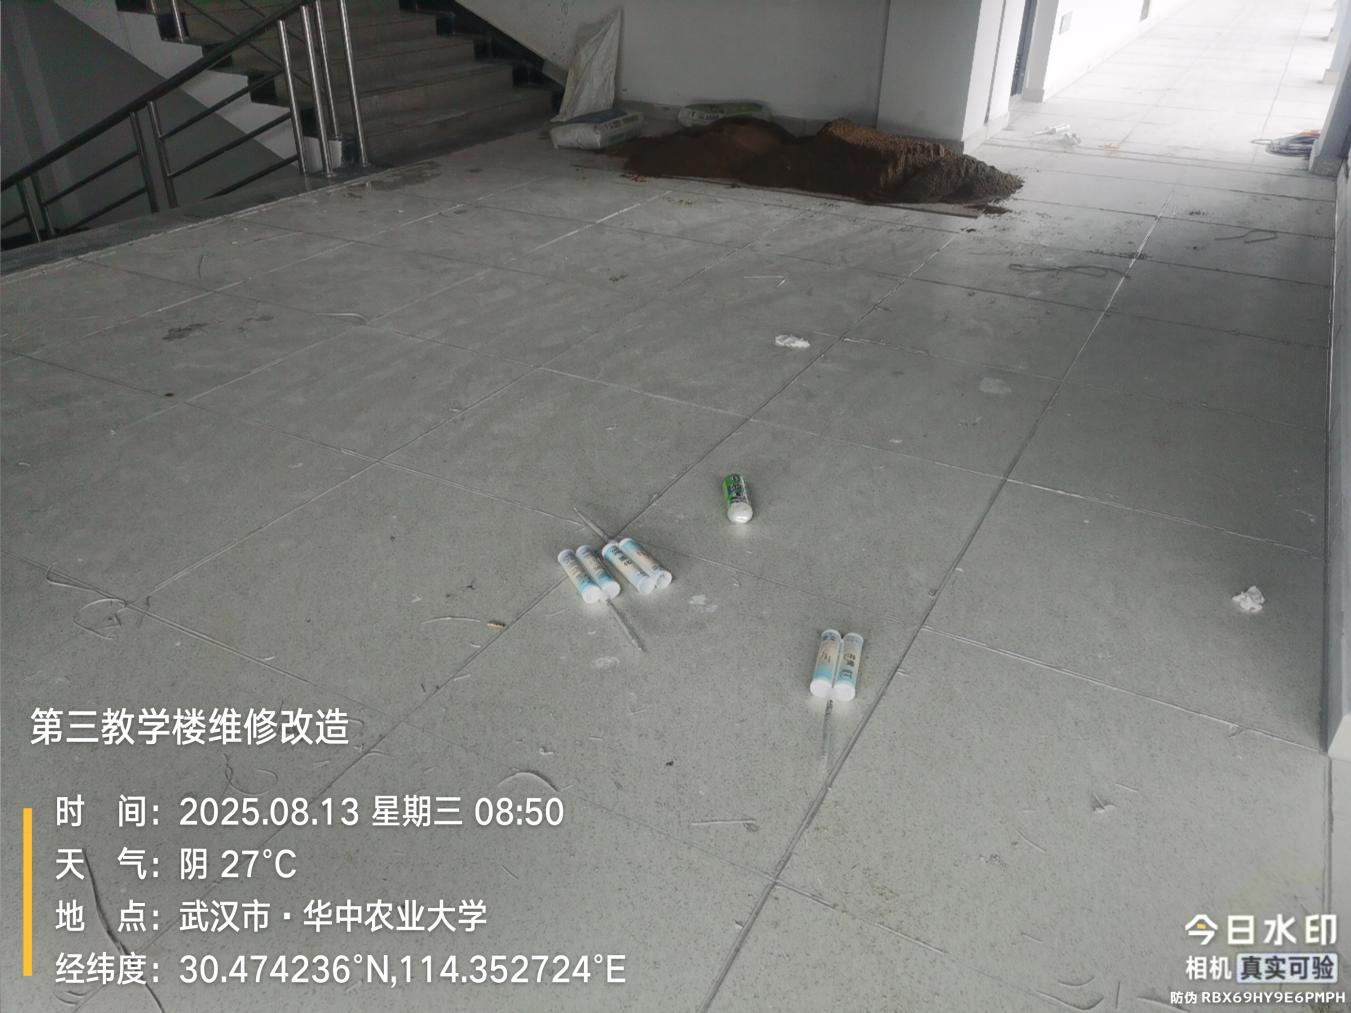 第三教学楼维修改造
时 间：2025.08.13 星期三 08:50
天 气：阴 27°C
地 点：武汉市·华中农业大学
经纬度：30.474236°N,114.352724°E
今日水印
相机 真实可验
防伪 RBX69HY9E6PMPH